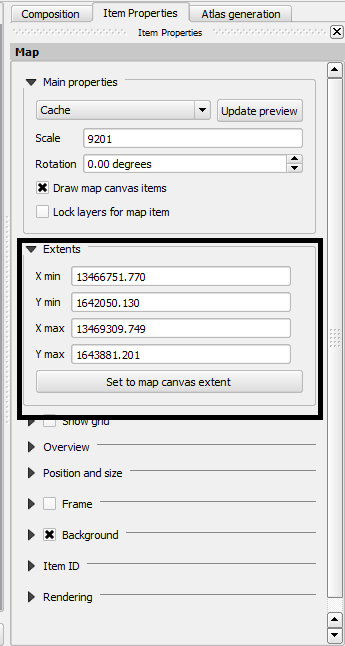 Composition Item Properties Atlas generation
Item Properties
Map
Main properties
Cache Update preview
Scale 9201
Rotation 0.00 degrees
Draw map canvas items
Lock layers for map item
Extents
X min 13466751.770
Y min 1642050.130
X max 13469309.749
Y max 1643881.201
Set to map canvas extent
Show grid
Overview
Position and size
Frame
Background
Item ID
Rendering